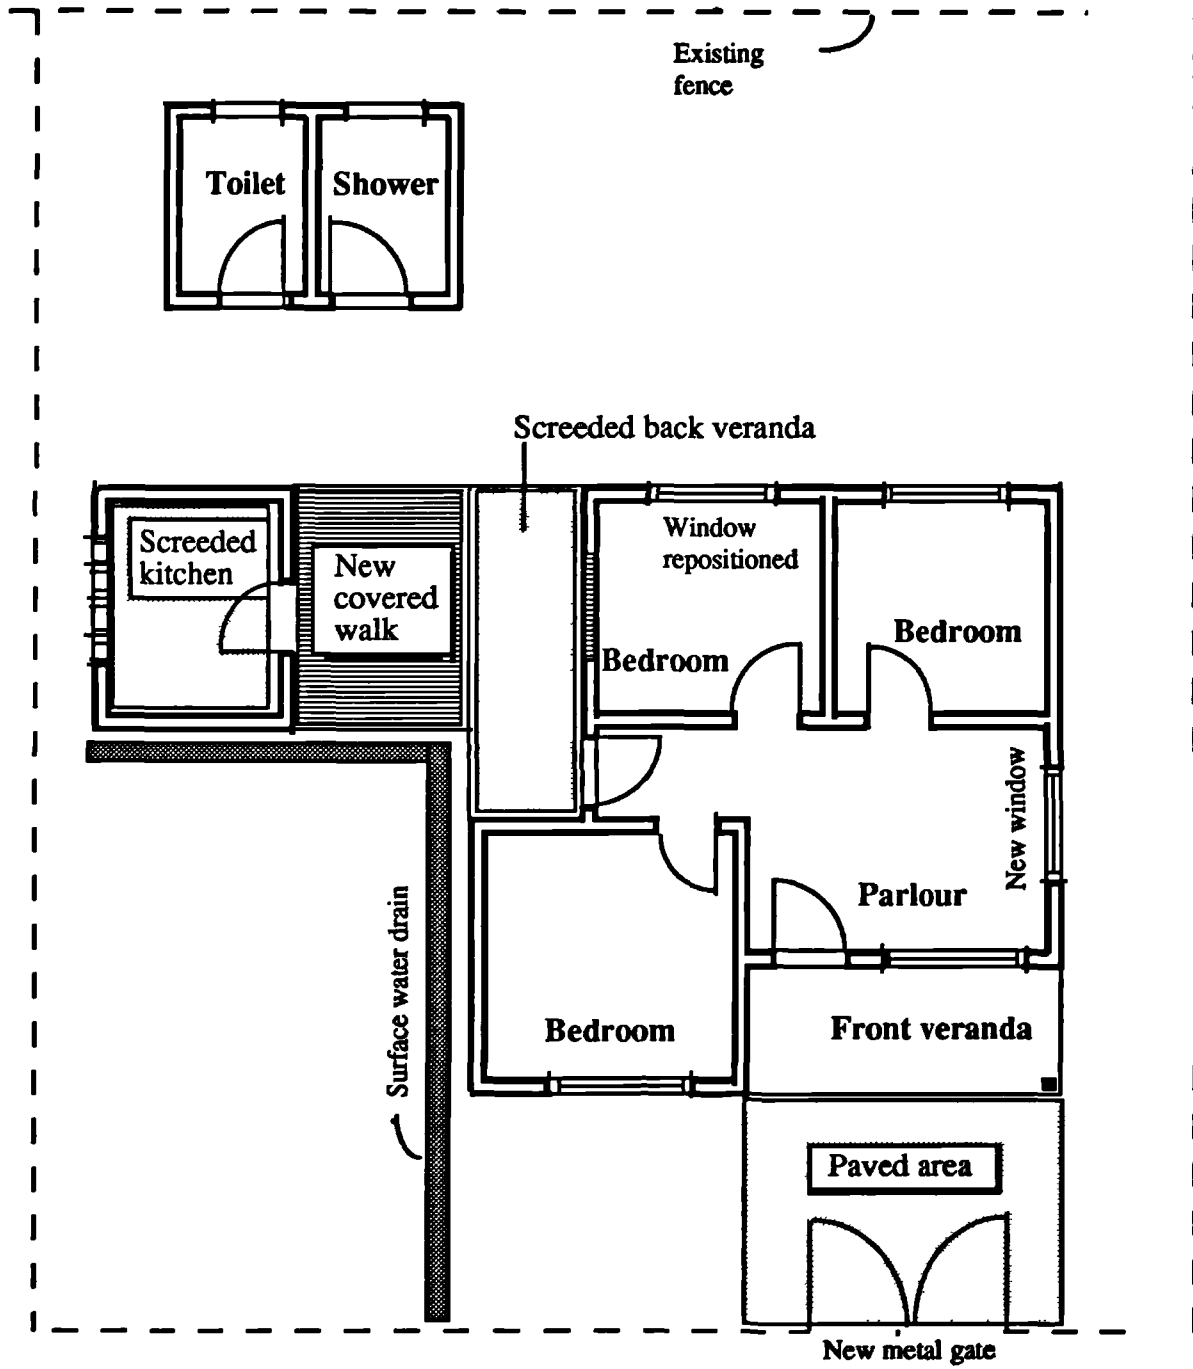 Existing
fence
Toilet
Shower
Screeded back veranda
Screeded
kitchen
New
covered
walk
Window
repositioned
Bedroom
Bedroom
New window
Parlour
Surface water drain
Bedroom
Front veranda
Paved area
New metal gate